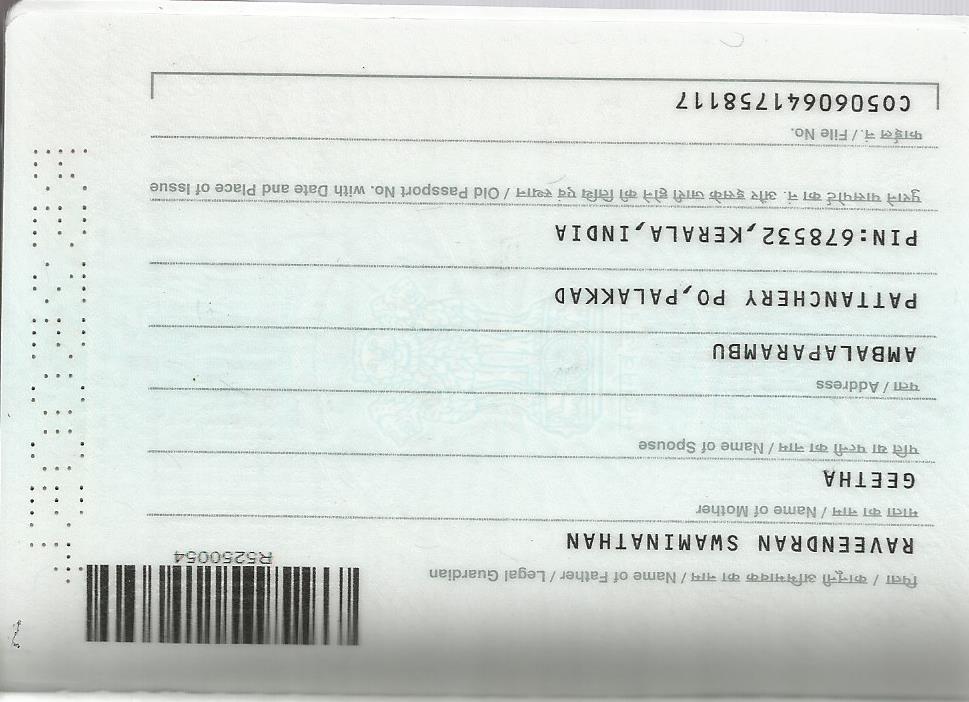 पिता / कानूनी अभिभावक का नाम / Name of Father / Legal Guardian
R5250054
RAVEENDRAN SWAMINATHAN
माता का नाम / Name of Mother
GEETHA
पति या पत्नी का नाम / Name of Spouse
पता / Address
AMBALAPARAMBU
PATTANCHERY PO,PALAKKAD
PIN:678532,KERALA,INDIA
पुराने पासपोर्ट का नं. और इसके जारी होने की तिथि एवं स्थान / Old Passport No. with Date and Place of Issue
फाईल नं. / File No.
CO5060641758117